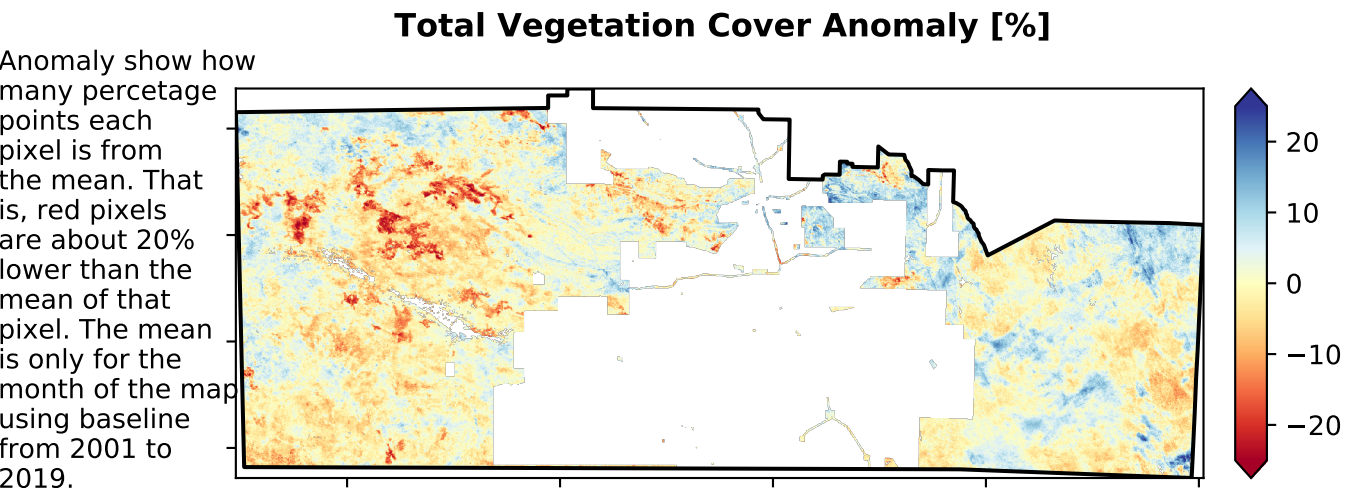 Total Vegetation Cover Anomaly [%]
Anomaly show how
many percetage
points each
pixel is from
the mean. That
is, red pixels
are about 20%
lower than the
mean of that
pixel. The mean
is only for the
month of the map
using baseline
from 2001 to
2019.
20
10
0
−10
−20